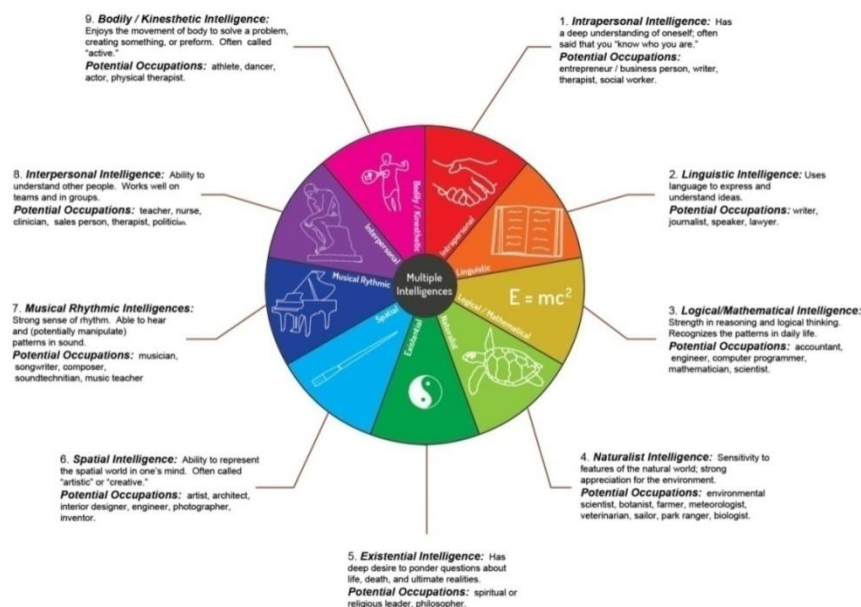 9. Bodily / Kinesthetic Intelligence:
Enjoys the movement of body to solve a problem,
creating something, or preform. Often called
“active.”
Potential Occupations: athlete, dancer,
actor, physical therapist.
1. Intrapersonal Intelligence: Has
a deep understanding of oneself; often
said that you “know who you are.”
Potential Occupations:
entrepreneur / business person, writer,
therapist, social worker.
8. Interpersonal Intelligence: Ability to
understand other people. Works well on
teams and in groups.
Potential Occupations: teacher, nurse,
clinician, sales person, therapist, politician.
2. Linguistic Intelligence: Uses
language to express and
understand ideas.
Potential Occupations: writer,
journalist, speaker, lawyer.
7. Musical Rhythmic Intelligences:
Strong sense of rhythm. Able to hear
and (potentially manipulate)
patterns in sound.
Potential Occupations: musician,
songwriter, composer,
soundtechnitian, music teacher
3. Logical/Mathematical Intelligence:
Strength in reasoning and logical thinking.
Recognizes the patterns in daily life.
Potential Occupations: accountant,
engineer, computer programmer,
mathematician, scientist.
6. Spatial Intelligence: Ability to represent
the spatial world in one’s mind. Often called
“artistic” or “creative.”
Potential Occupations: artist, architect,
interior designer, engineer, photographer,
inventor.
4. Naturalist Intelligence: Sensitivity to
features of the natural world; strong
appreciation for the environment.
Potential Occupations: environmental
scientist, botanist, farmer, meteorologist,
veterinarian, sailor, park ranger, biologist.
5. Existential Intelligence: Has
deep desire to ponder questions about
life, death, and ultimate realities.
Potential Occupations: spiritual or
religious leader, philosopher.
Multiple
Intelligences
Intrapersonal
Linguistic
Logical / Mathematical
E = mc²
Naturalist
Existential
Spatial
Musical Rythmic
Interpersonal
Bodily / Kinesthetic